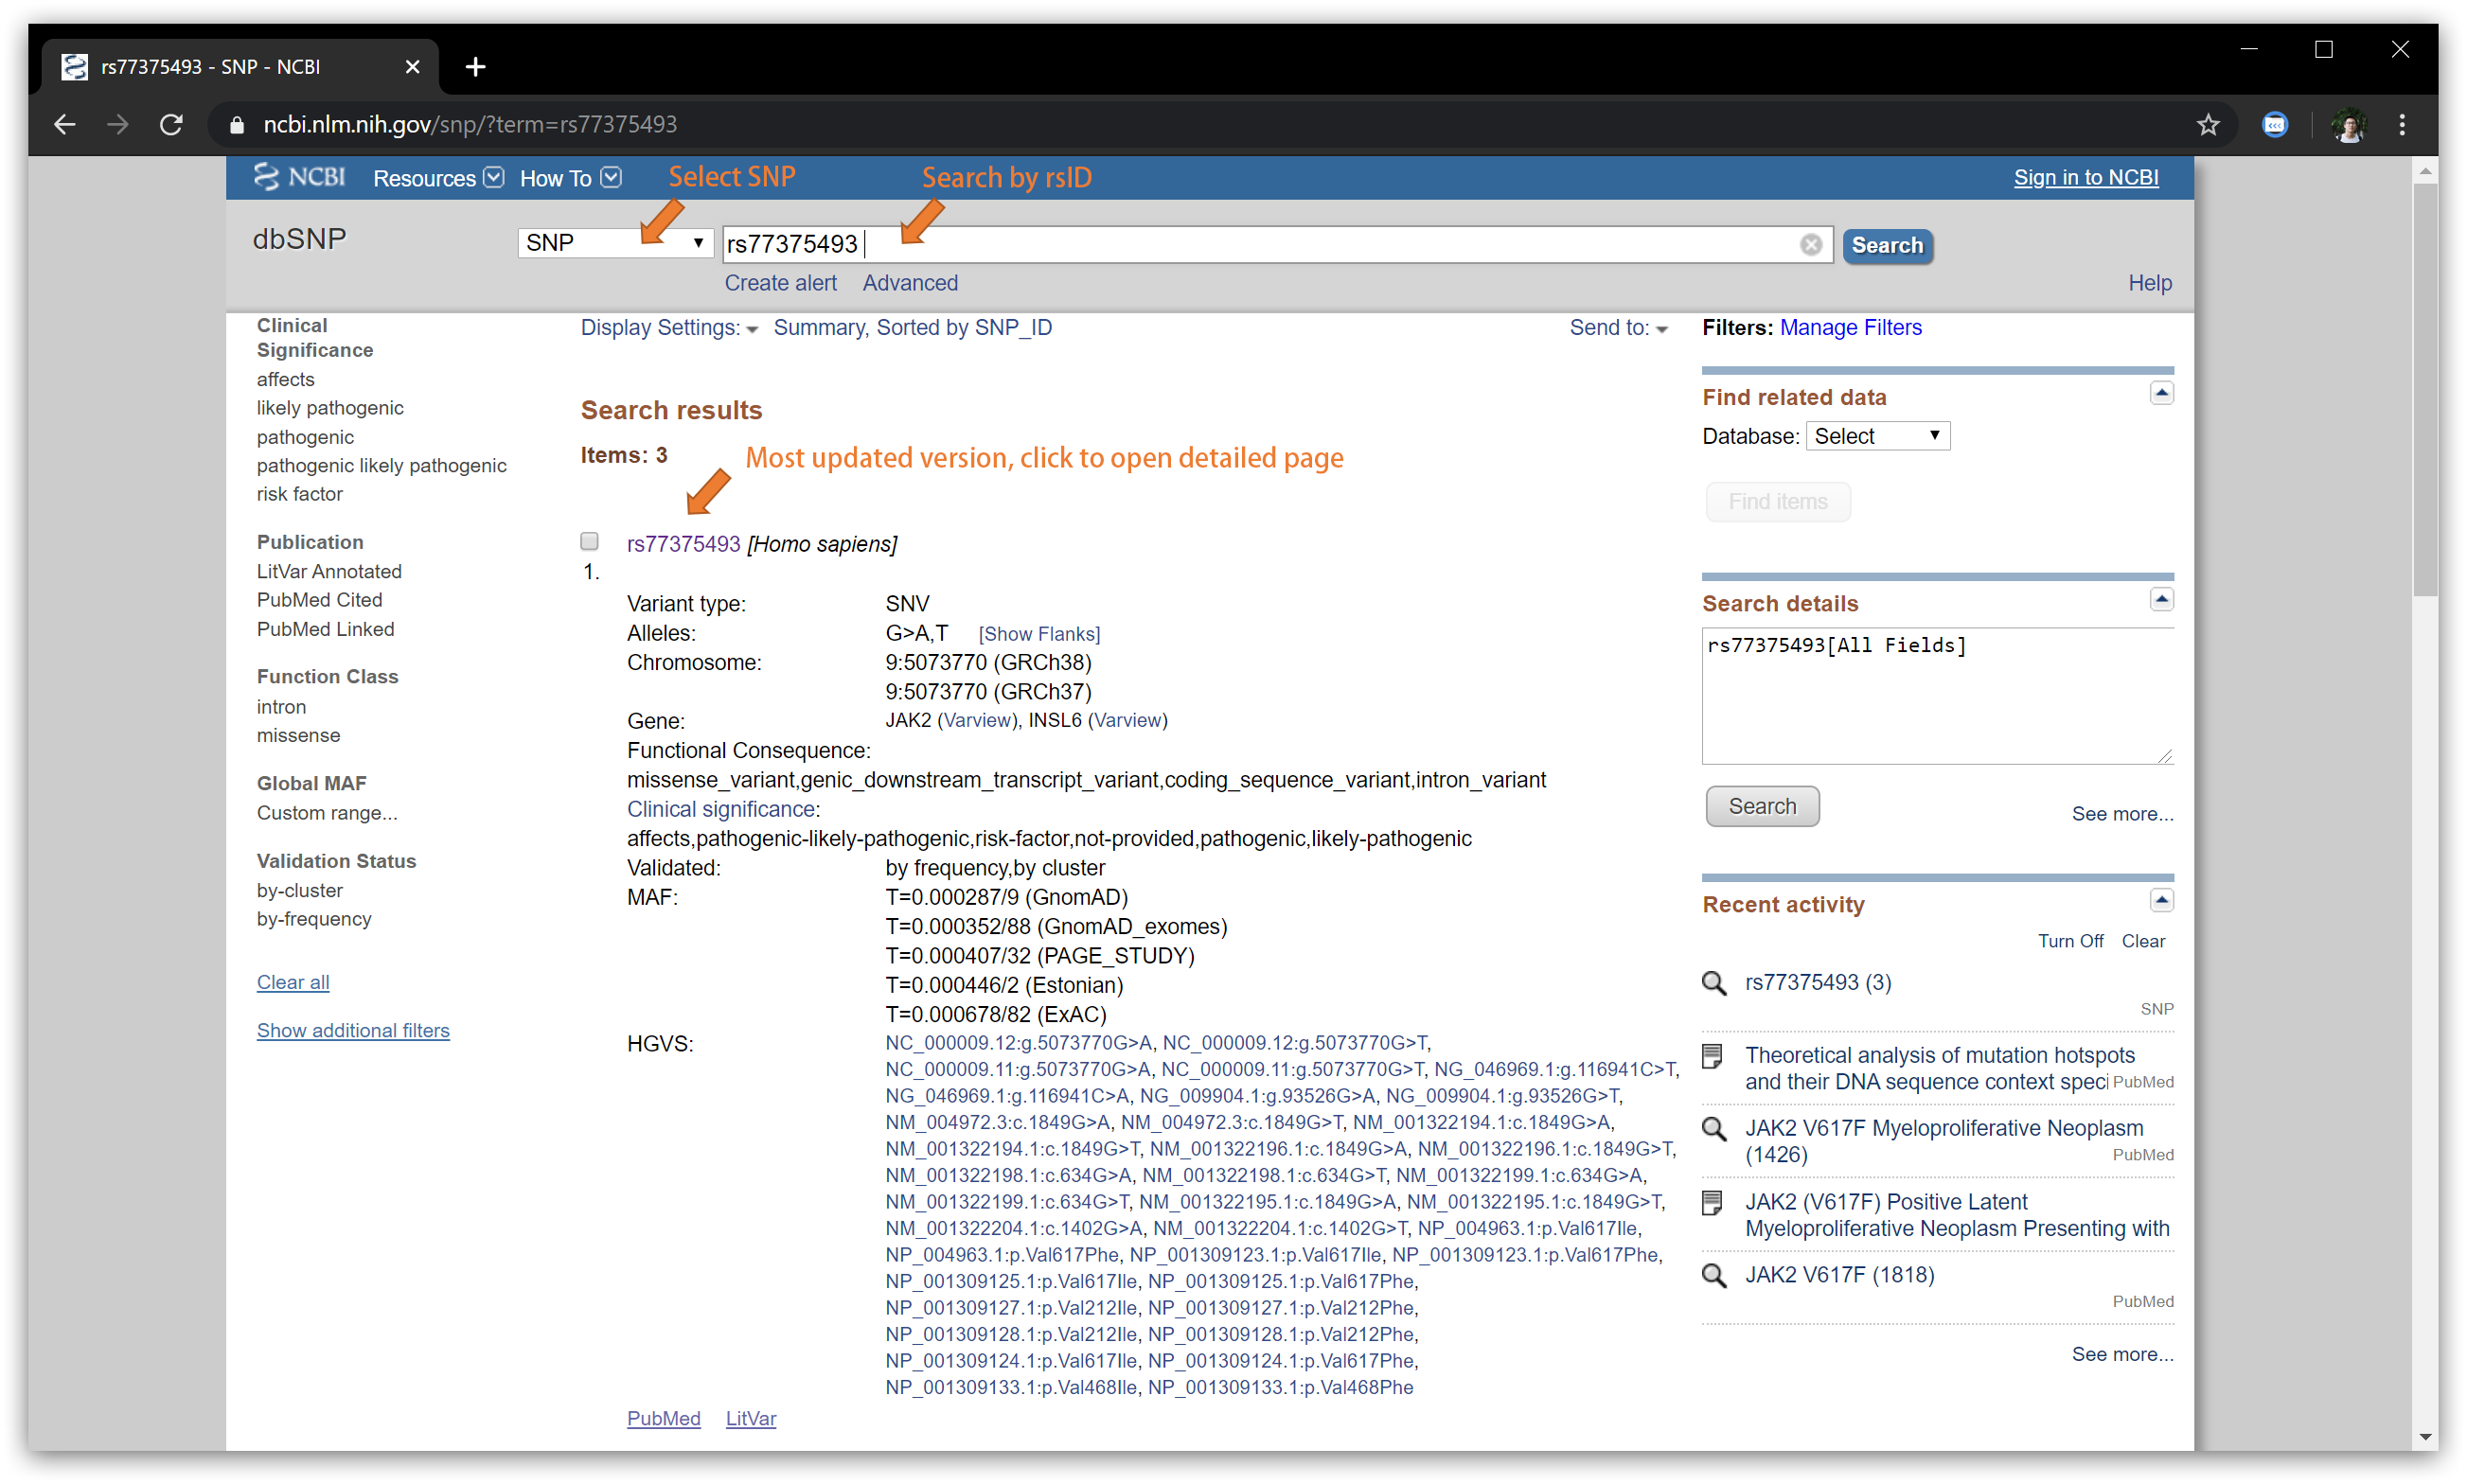 rs77375493 - SNP - NCBI
ncbi.nlm.nih.gov/snp/?term=rs77375493
NCBI Resources How To Select SNP Search by rsID Sign in to NCBI
dbSNP SNP rs77375493 Search
Create alert Advanced Help
Clinical
Significance
affects
likely pathogenic
pathogenic
pathogenic likely pathogenic
risk factor
Publication
LitVar Annotated
PubMed Cited
PubMed Linked
Function Class
intron
missense
Global MAF
Custom range...
Validation Status
by-cluster
by-frequency
Clear all
Show additional filters
Display Settings: Summary, Sorted by SNP_ID Send to:
Search results
Items: 3
Most updated version, click to open detailed page
rs77375493 [Homo sapiens]
1.
Variant type: SNV
Alleles: G>A,T [Show Flanks]
Chromosome: 9:5073770 (GRCh38)
9:5073770 (GRCh37)
Gene: JAK2 (Varview), INSL6 (Varview)
Functional Consequence:
missense_variant,genic_downstream_transcript_variant,coding_sequence_variant,intron_variant
Clinical significance:
affects,pathogenic-likely-pathogenic,risk-factor,not-provided,pathogenic,likely-pathogenic
Validated: by frequency,by cluster
MAF: T=0.000287/9 (GnomAD)
T=0.000352/88 (GnomAD_exomes)
T=0.000407/32 (PAGE_STUDY)
T=0.000446/2 (Estonian)
T=0.000678/82 (ExAC)
HGVS: NC_000009.12:g.5073770G>A, NC_000009.12:g.5073770G>T,
NC_000009.11:g.5073770G>A, NC_000009.11:g.5073770G>T, NG_046969.1:g.116941C>T,
NG_046969.1:g.116941C>A, NG_009904.1:g.93526G>A, NG_009904.1:g.93526G>T,
NM_004972.3:c.1849G>A, NM_004972.3:c.1849G>T, NM_001322194.1:c.1849G>A,
NM_001322194.1:c.1849G>T, NM_001322196.1:c.1849G>A, NM_001322196.1:c.1849G>T,
NM_001322198.1:c.634G>A, NM_001322198.1:c.634G>T, NM_001322199.1:c.634G>A,
NM_001322199.1:c.634G>T, NM_001322195.1:c.1849G>A, NM_001322195.1:c.1849G>T,
NM_001322204.1:c.1402G>A, NM_001322204.1:c.1402G>T, NP_004963.1:p.Val617Ile,
NP_004963.1:p.Val617Phe, NP_001309123.1:p.Val617Ile, NP_001309123.1:p.Val617Phe,
NP_001309125.1:p.Val617Ile, NP_001309125.1:p.Val617Phe,
NP_001309127.1:p.Val212Ile, NP_001309127.1:p.Val212Phe,
NP_001309128.1:p.Val212Ile, NP_001309128.1:p.Val212Phe,
NP_001309124.1:p.Val617Ile, NP_001309124.1:p.Val617Phe,
NP_001309133.1:p.Val468Ile, NP_001309133.1:p.Val468Phe
PubMed LitVar
Filters: Manage Filters
Find related data
Database: Select
Find items
Search details
rs77375493[All Fields]
Search See more...
Recent activity
Turn Off Clear
rs77375493 (3)
SNP
Theoretical analysis of mutation hotspots
and their DNA sequence context speci PubMed
JAK2 V617F Myeloproliferative Neoplasm
(1426) PubMed
JAK2 (V617F) Positive Latent
Myeloproliferative Neoplasm Presenting with
JAK2 V617F (1818)
PubMed
See more...